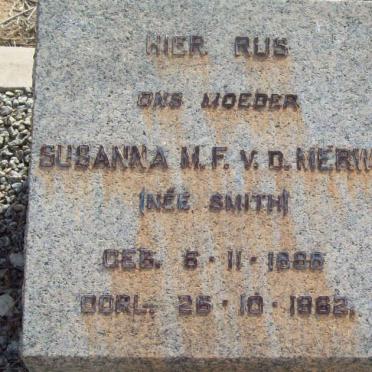 HIER RUS
ONS MOEDER
SUSANNA M.F. V. D. MERW
(NÉE SMITH)
GEB. 6 · 11 · 1886
OORL. 26 · 10 · 1962.